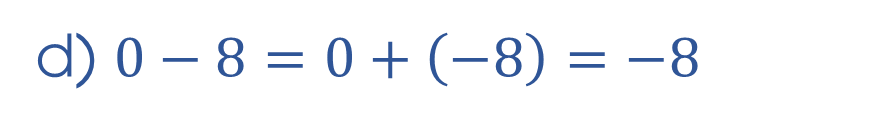 d) 0 − 8 = 0 + (−8) = −8